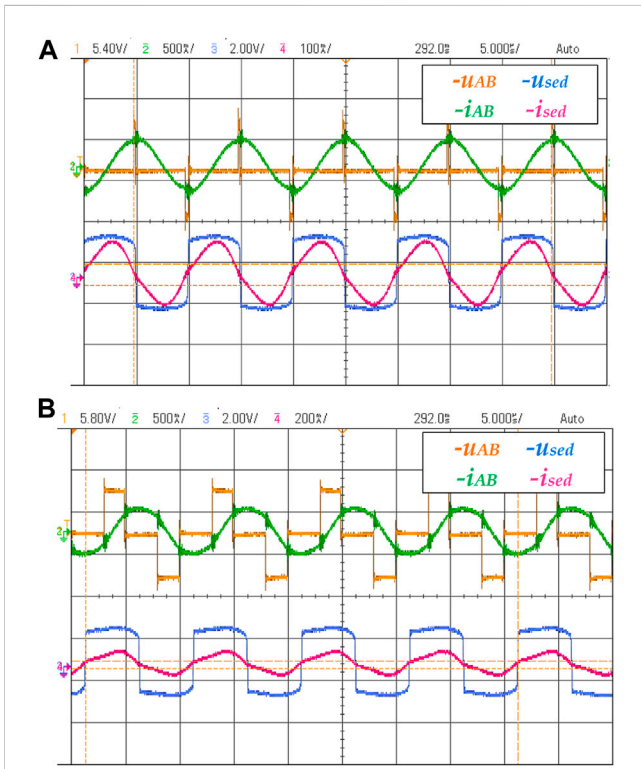 A
1 5.40V/ 2 500%/ 3 2.00V/ 4 100%/ 292.0s 5.000s/ Auto
-uAB -used
-iAB -ised
B
1 5.80V/ 2 500%/ 3 2.00V/ 4 200%/ 292.0s 5.000s/ Auto
-uAB -used
-iAB -ised